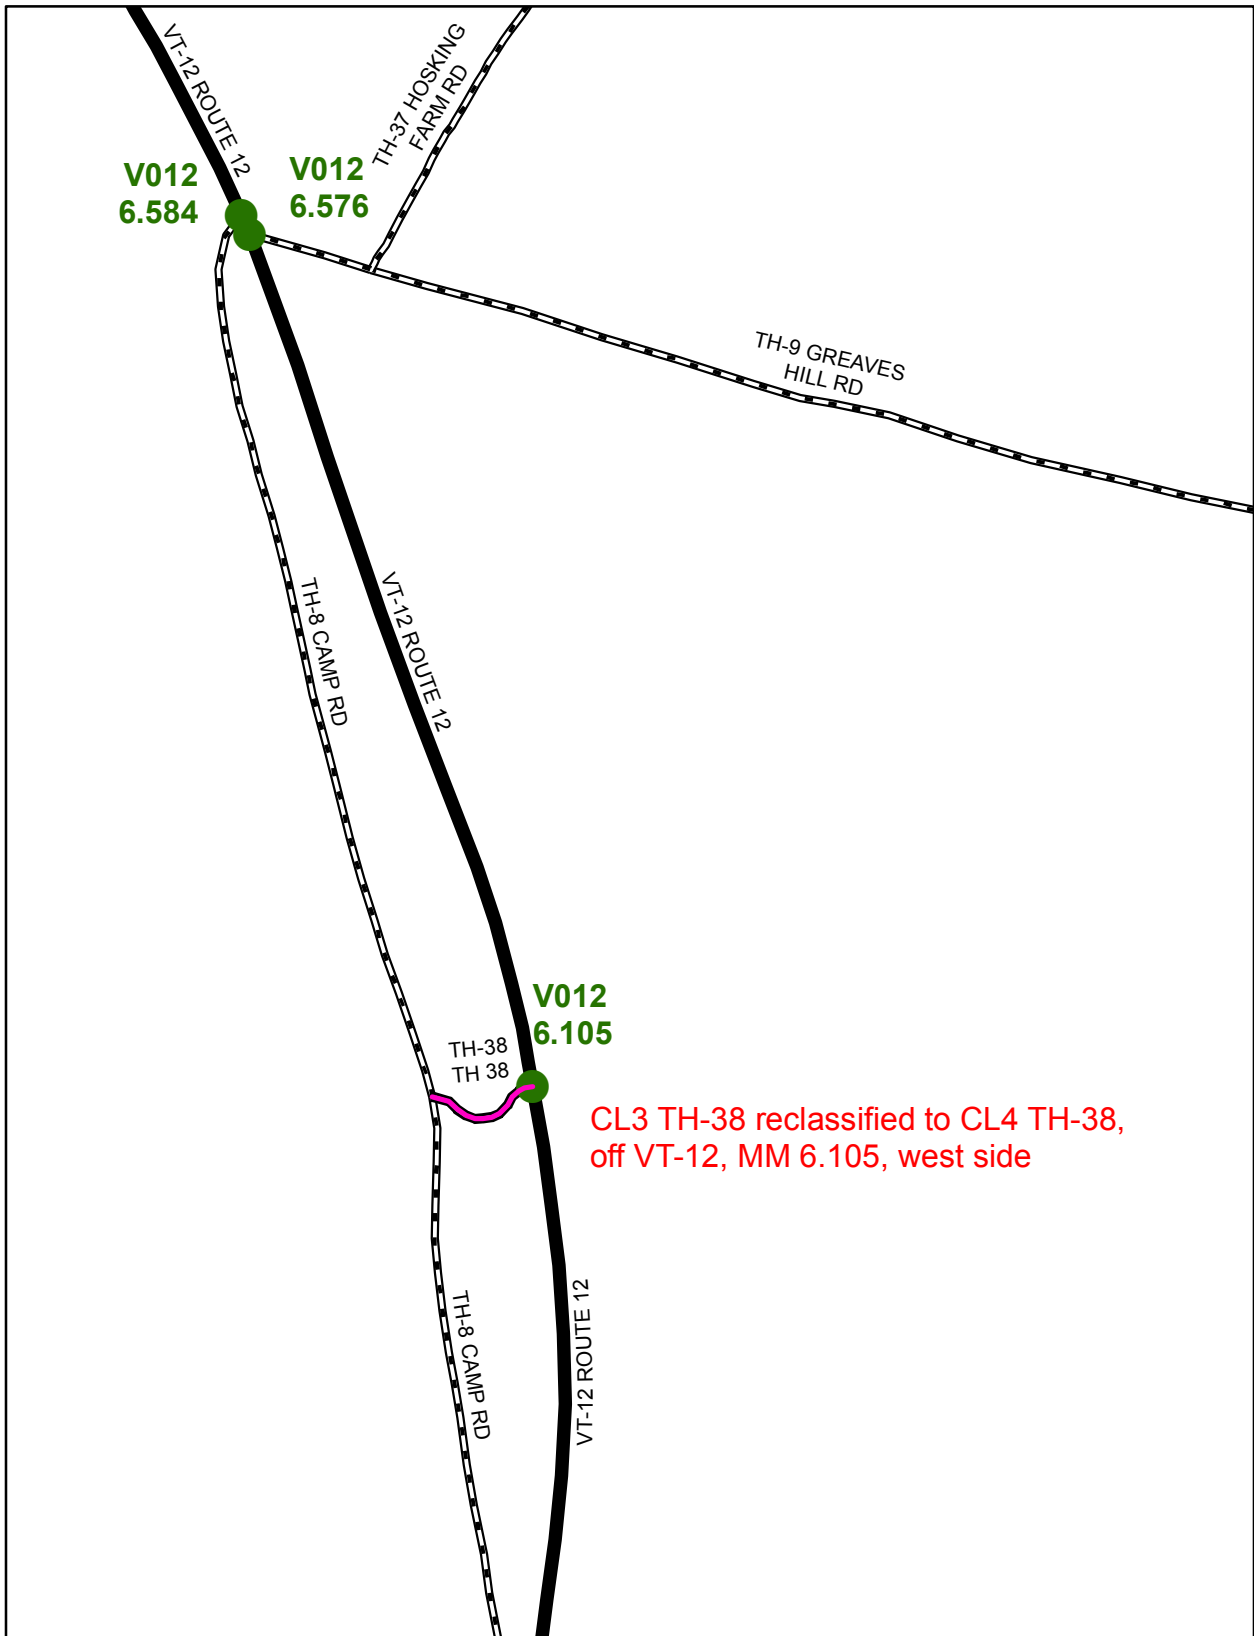 VT-12 ROUTE 12
TH-37 HOSKING
FARM RD
V012
6.584
V012
6.576
TH-9 GREAVES
HILL RD
TH-8 CAMP RD
VT-12 ROUTE 12
V012
6.105
TH-38
TH 38
CL3 TH-38 reclassified to CL4 TH-38,
off VT-12, MM 6.105, west side
TH-8 CAMP RD
VT-12 ROUTE 12